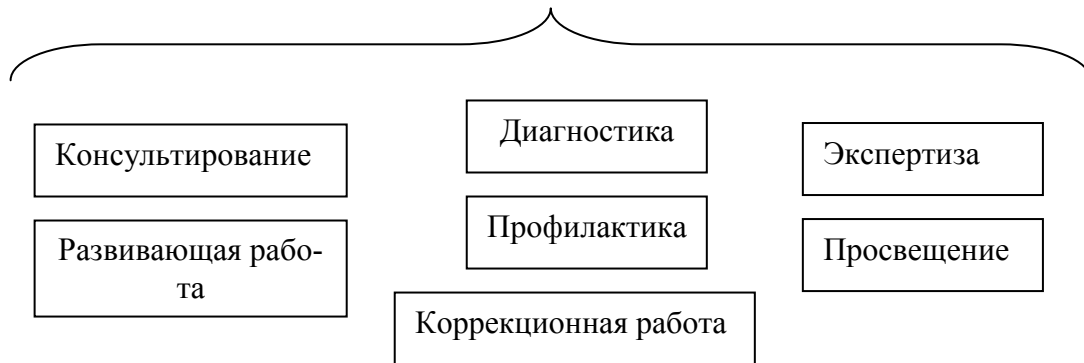 Диагностика
Консультирование
Экспертиза
Профилактика
Развивающая рабо-
та
Просвещение
Коррекционная работа